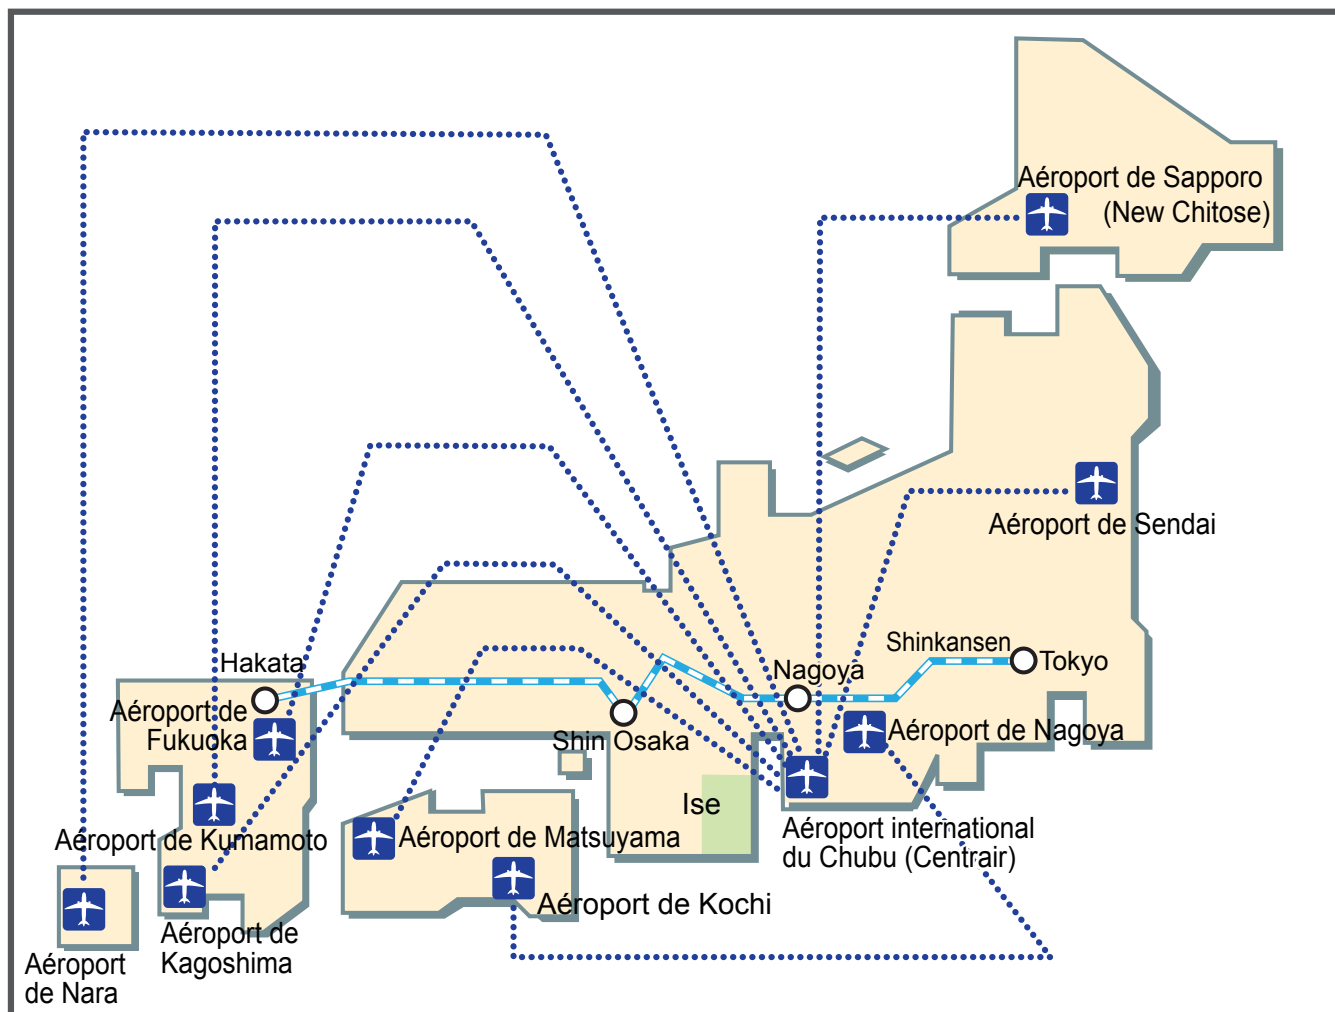 Aéroport de Sapporo
(New Chitose)
Aéroport de Sendai
Shinkansen
Tokyo
Hakata
Nagoya
Aéroport de
Fukuoka
Shin Osaka
Aéroport de Nagoya
Ise
Aéroport de Kumamoto
Aéroport de Matsuyama
Aéroport international
du Chubu (Centrair)
Aéroport de Kochi
Aéroport de
Kagoshima
Aéroport
de Nara